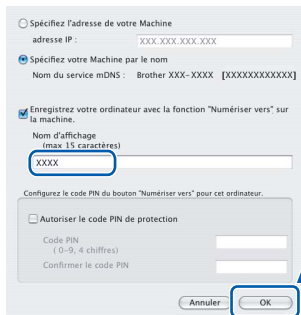 Spécifiez l'adresse de votre Machine
adresse IP : XXX.XXX.XXX.XXX
Spécifiez votre Machine par le nom
Nom du service mDNS : Brother XXX-XXXX [XXXXXXXXXXXX]
Enregistrez votre ordinateur avec la fonction "Numériser vers" sur
la machine.
Nom d'affichage
(max 15 caractères)
XXXX
Configurez le code PIN du bouton "Numériser vers" pour cet ordinateur.
Autoriser le code PIN de protection
Code PIN
( 0-9, 4 chiffres)
Confirmer le code PIN
Annuler OK